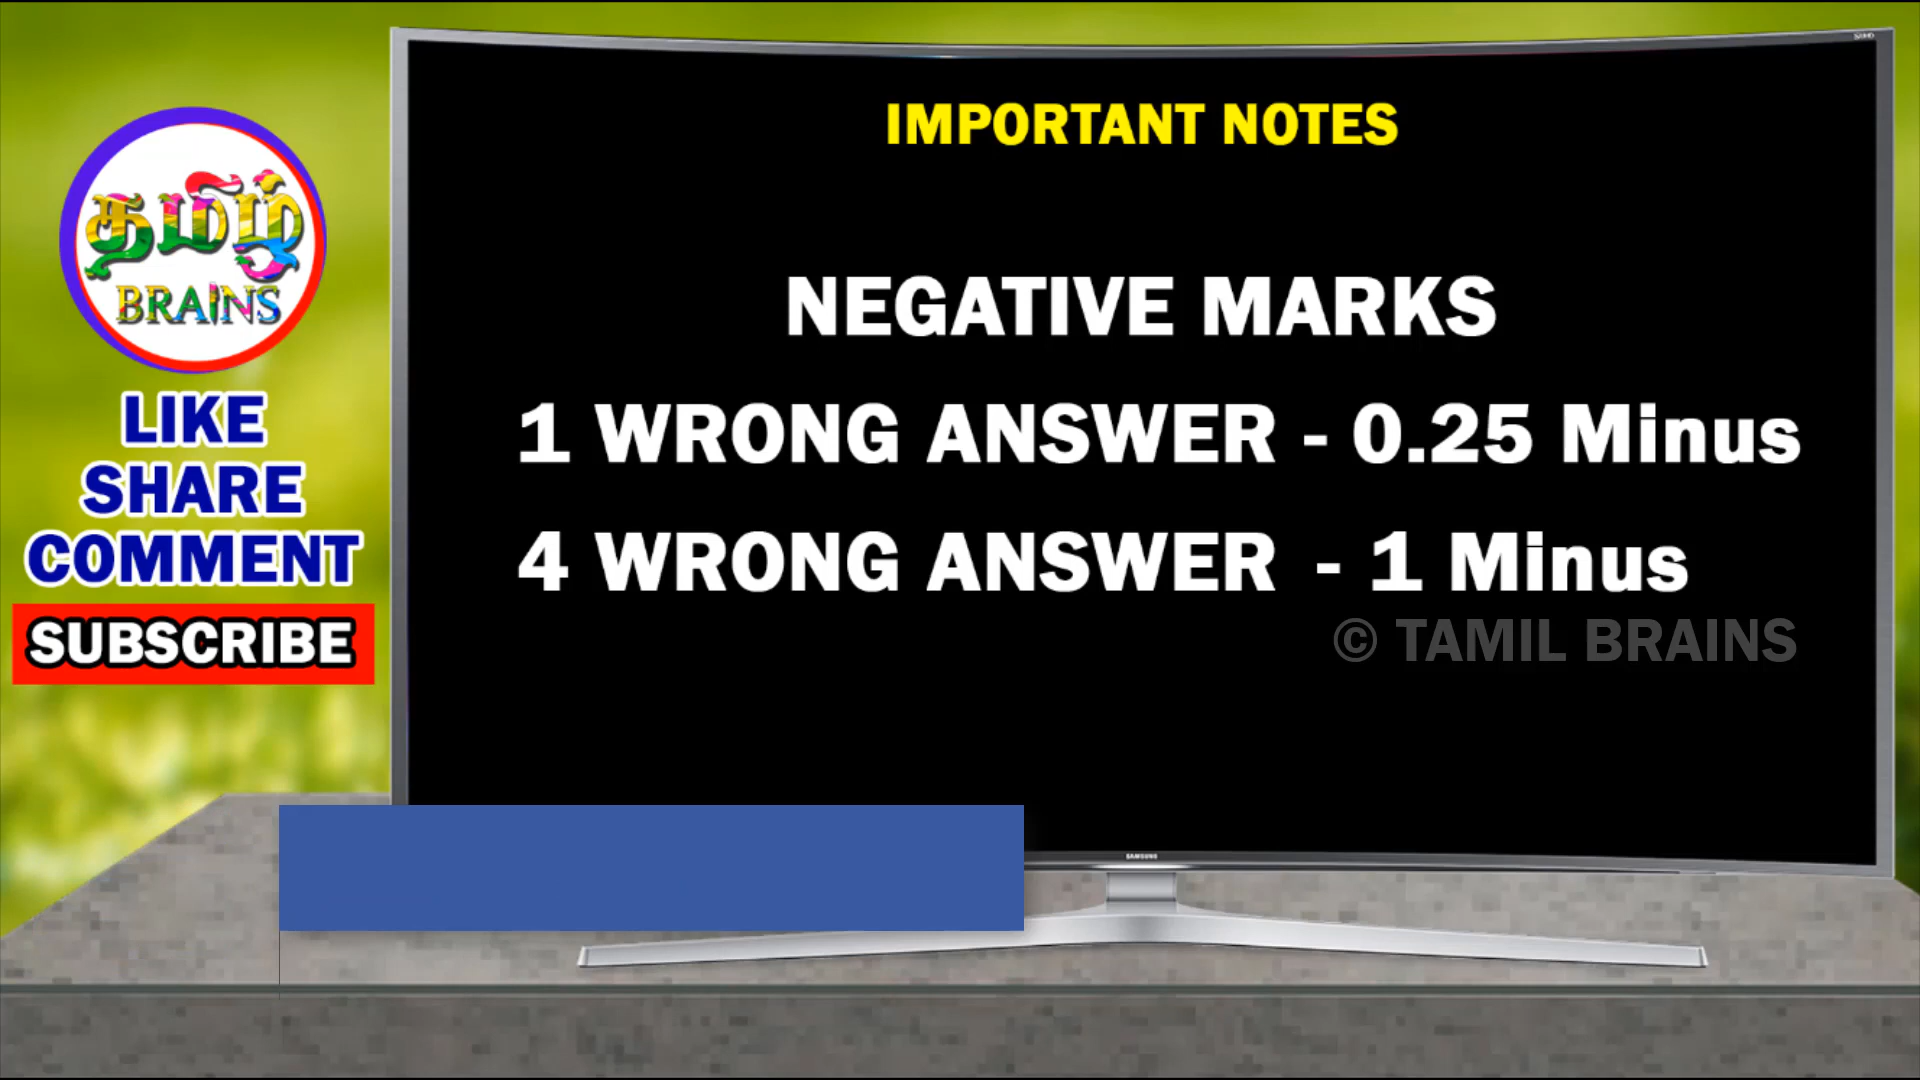 தமிழ்
BRAINS
LIKE
SHARE
COMMENT
SUBSCRIBE
IMPORTANT NOTES
NEGATIVE MARKS
1 WRONG ANSWER - 0.25 Minus
4 WRONG ANSWER - 1 Minus
© TAMIL BRAINS
SAMSUNG